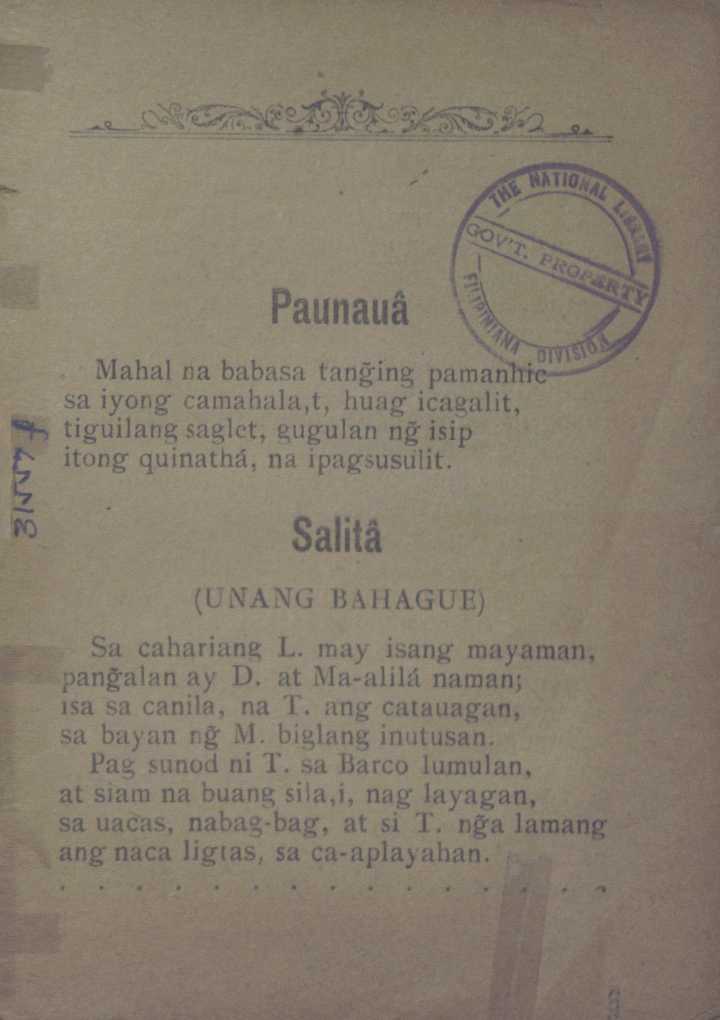 THE NATIONAL LIBRARY
GOV'T. PROPERTY
FILIPINIANA DIVISION
Paunauâ
Mahal na babasa tang̃ing pamanhic
sa iyong camahala,t, huag icagalit,
tiguilang saglet, gugulan ng̃ isip
itong quinathá, na ipagsusulit.
Salitâ
(UNANG BAHAGUE)
Sa cahariang L. may isang mayaman,
pang̃alan ay D. at Ma-alilá naman;
isa sa canila, na T. ang catauagan,
sa bayan ng̃ M. biglang inutusan.
Pag sunod ni T. sa Barco lumulan,
at siam na buang sila,i, nag layagan,
sa uacas, nabag-bag, at si T. ng̃a lamang
ang naca ligtas, sa ca-aplayahan.
. . . . . . . . . . . . . . . . . .